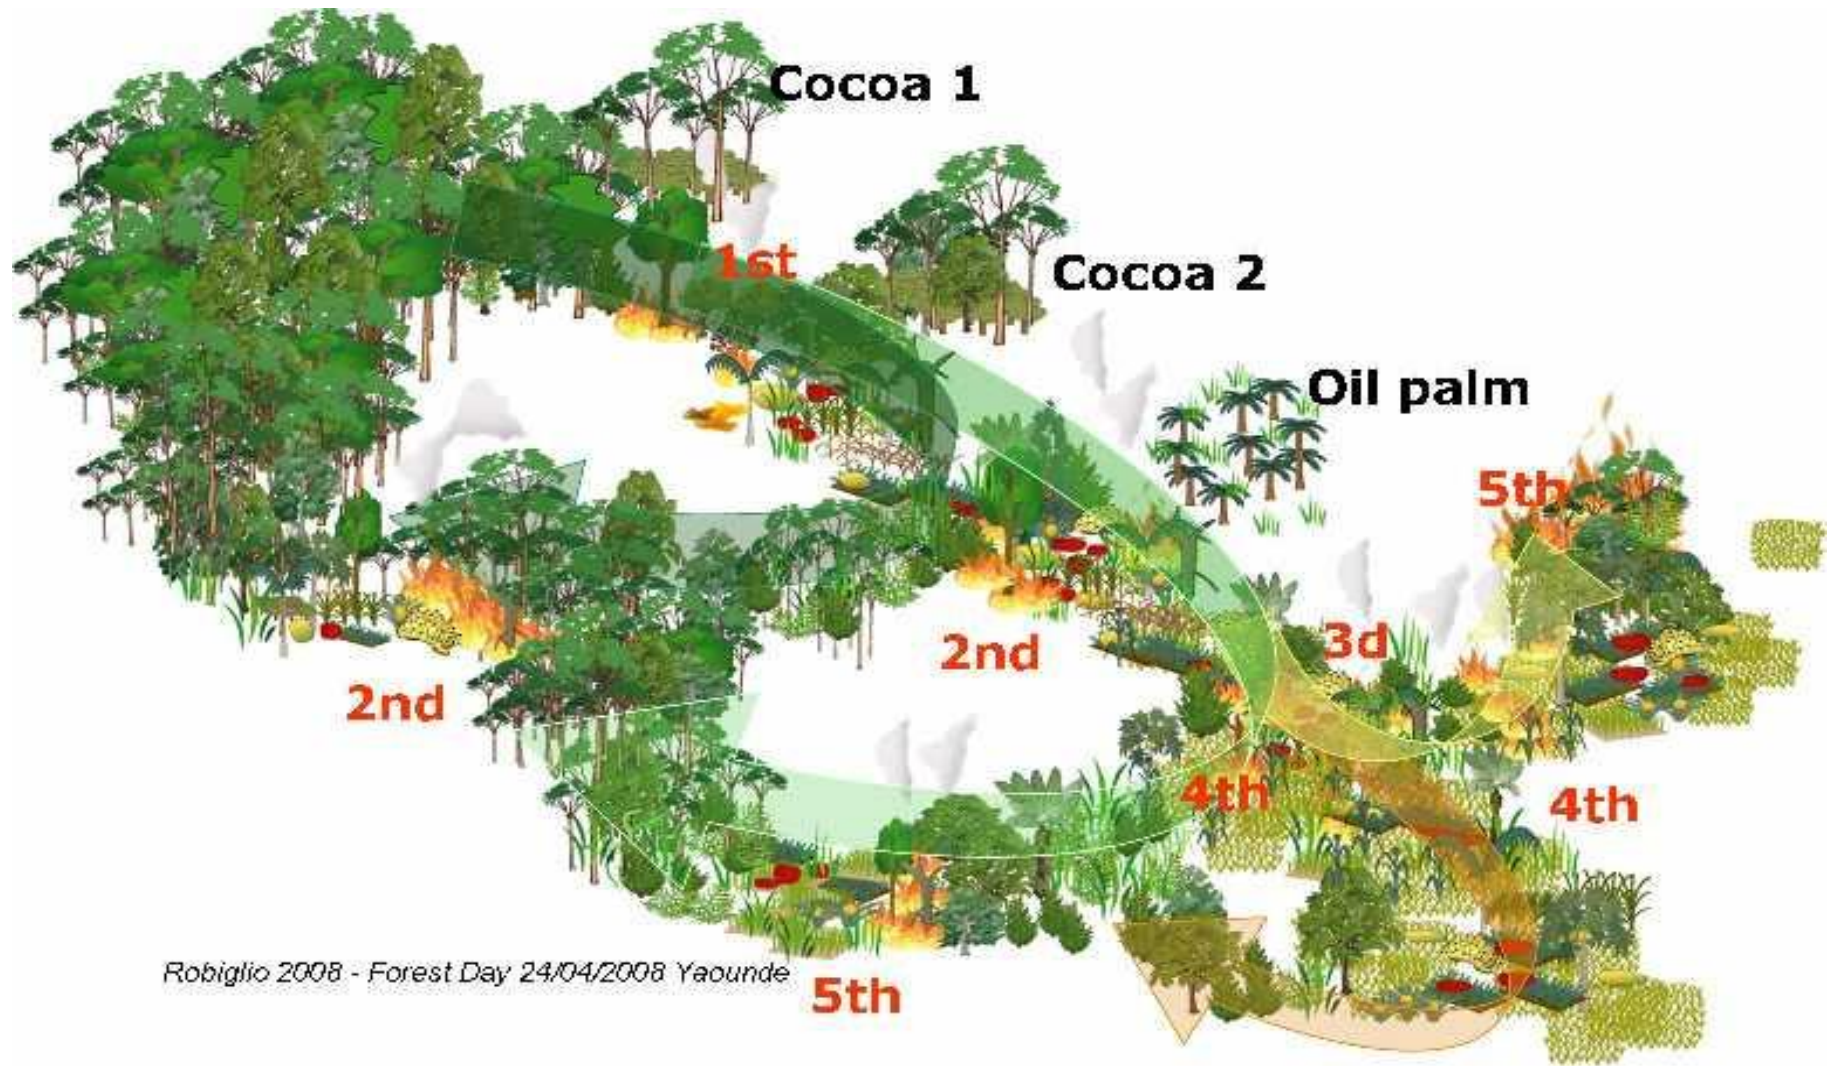 Cocoa 1
1st
Cocoa 2
Oil palm
5th
2nd
3d
2nd
4th
4th
Robiglio 2008 - Forest Day 24/04/2008 Yaounde
5th